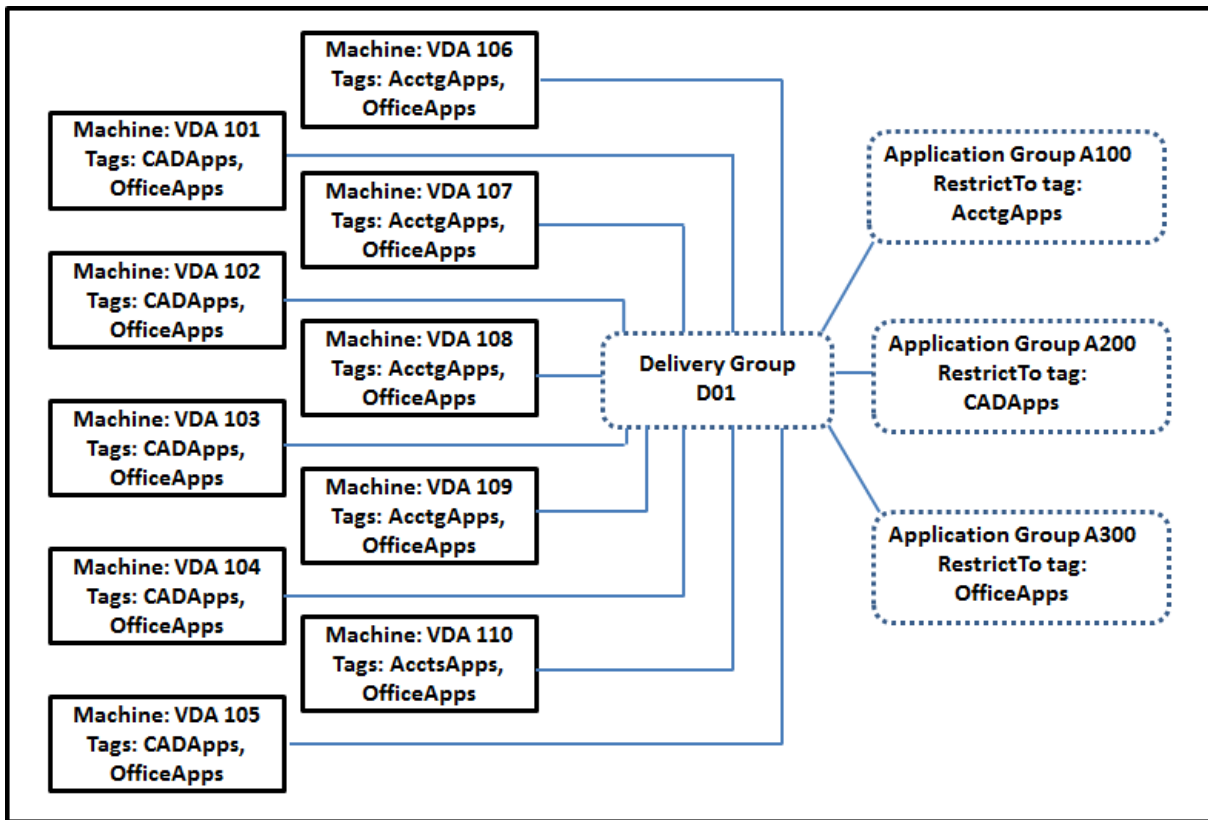 Machine: VDA 106
Tags: AcctgApps,
OfficeApps
Machine: VDA 101
Tags: CADApps,
OfficeApps
Machine: VDA 107
Tags: AcctgApps,
OfficeApps
Machine: VDA 102
Tags: CADApps,
OfficeApps
Machine: VDA 108
Tags: AcctgApps,
OfficeApps
Machine: VDA 103
Tags: CADApps,
OfficeApps
Machine: VDA 109
Tags: AcctgApps,
OfficeApps
Machine: VDA 104
Tags: CADApps,
OfficeApps
Machine: VDA 110
Tags: AcctsApps,
OfficeApps
Machine: VDA 105
Tags: CADApps,
OfficeApps
Delivery Group
D01
Application Group A100
RestrictTo tag:
AcctgApps
Application Group A200
RestrictTo tag:
CADApps
Application Group A300
RestrictTo tag:
OfficeApps